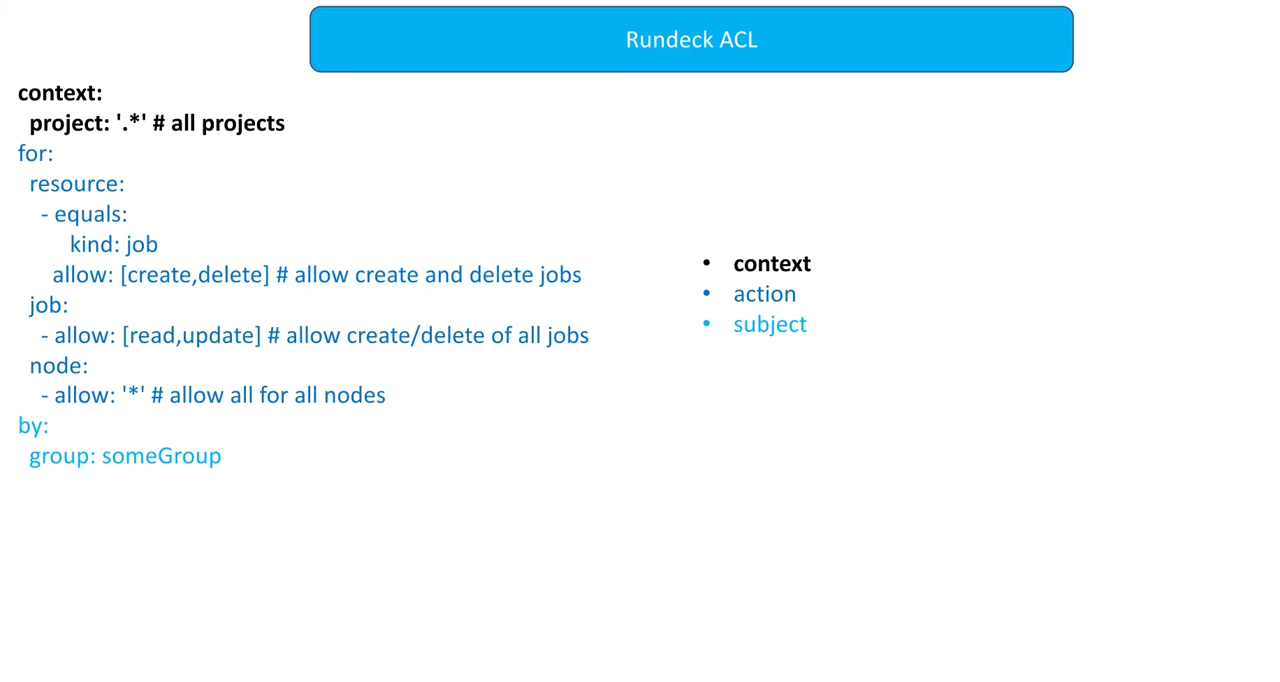 Rundeck ACL
context:
project: '.*' # all projects
for:
resource:
- equals:
kind: job
allow: [create,delete] # allow create and delete jobs
job:
- allow: [read,update] # allow create/delete of all jobs
node:
- allow: '*' # allow all for all nodes
by:
group: someGroup
• context
• action
• subject